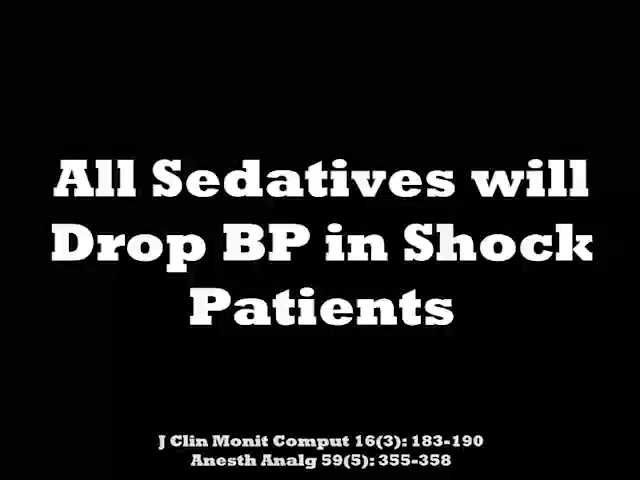 All Sedatives will
Drop BP in Shock
Patients
J Clin Monit Comput 16(3): 183-190
Anesth Analg 59(5): 355-358